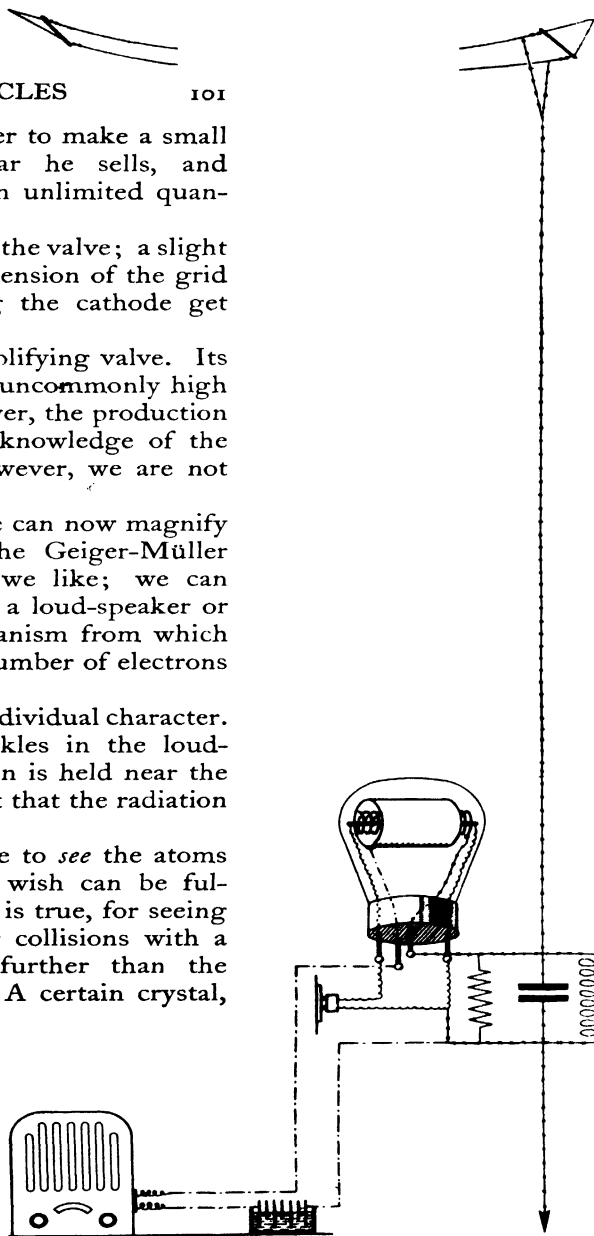 CLES 101
er to make a small
ar he sells, and
n unlimited quan-
the valve; a slight
ension of the grid
g the cathode get
plifying valve. Its
uncommonly high
ver, the production
knowledge of the
wever, we are not
e can now magnify
he Geiger-Müller
we like; we can
a loud-speaker or
anism from which
umber of electrons
dividual character.
kles in the loud-
n is held near the
t that the radiation
e to see the atoms
wish can be ful-
is true, for seeing
collisions with a
further than the
A certain crystal,